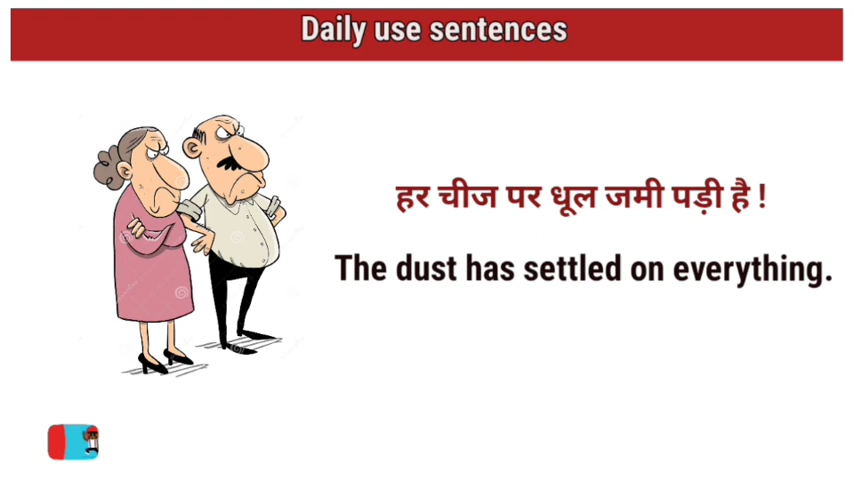 Daily use sentences
हर चीज पर धूल जमी पड़ी है !
The dust has settled on everything.